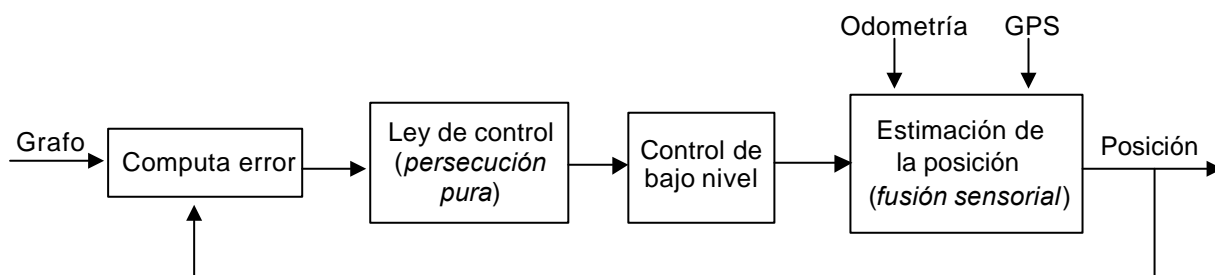 Odometría
GPS
Grafo
Computa error
Ley de control
(persecución
pura)
Control de
bajo nivel
Estimación de
la posición
(fusión sensorial)
Posición